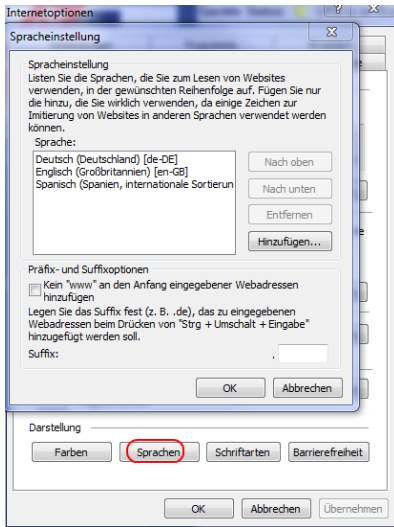 Internetoptionen
Spracheinstellung
Spracheinstellung
Listen Sie die Sprachen, die Sie zum Lesen von Websites
verwenden, in der gewünschten Reihenfolge auf. Fügen Sie nur
die hinzu, die Sie wirklich verwenden, da einige Zeichen zur
Imitierung von Websites in anderen Sprachen verwendet werden
können.
Sprache:
Deutsch (Deutschland) [de-DE]
Englisch (Großbritannien) [en-GB]
Spanisch (Spanien, internationale Sortierun
Nach oben
Nach unten
Entfernen
Hinzufügen...
Präfix- und Suffixoptionen
Kein "www" an den Anfang eingegebener Webadressen
hinzufügen
Legen Sie das Suffix fest (z. B. .de), das zu eingegebenen
Webadressen beim Drücken von "Strg + Umschalt + Eingabe"
hinzugefügt werden soll.
Suffix: .
OK Abbrechen
Darstellung
Farben Sprachen Schriftarten Barrierefreiheit
OK Abbrechen Übernehmen